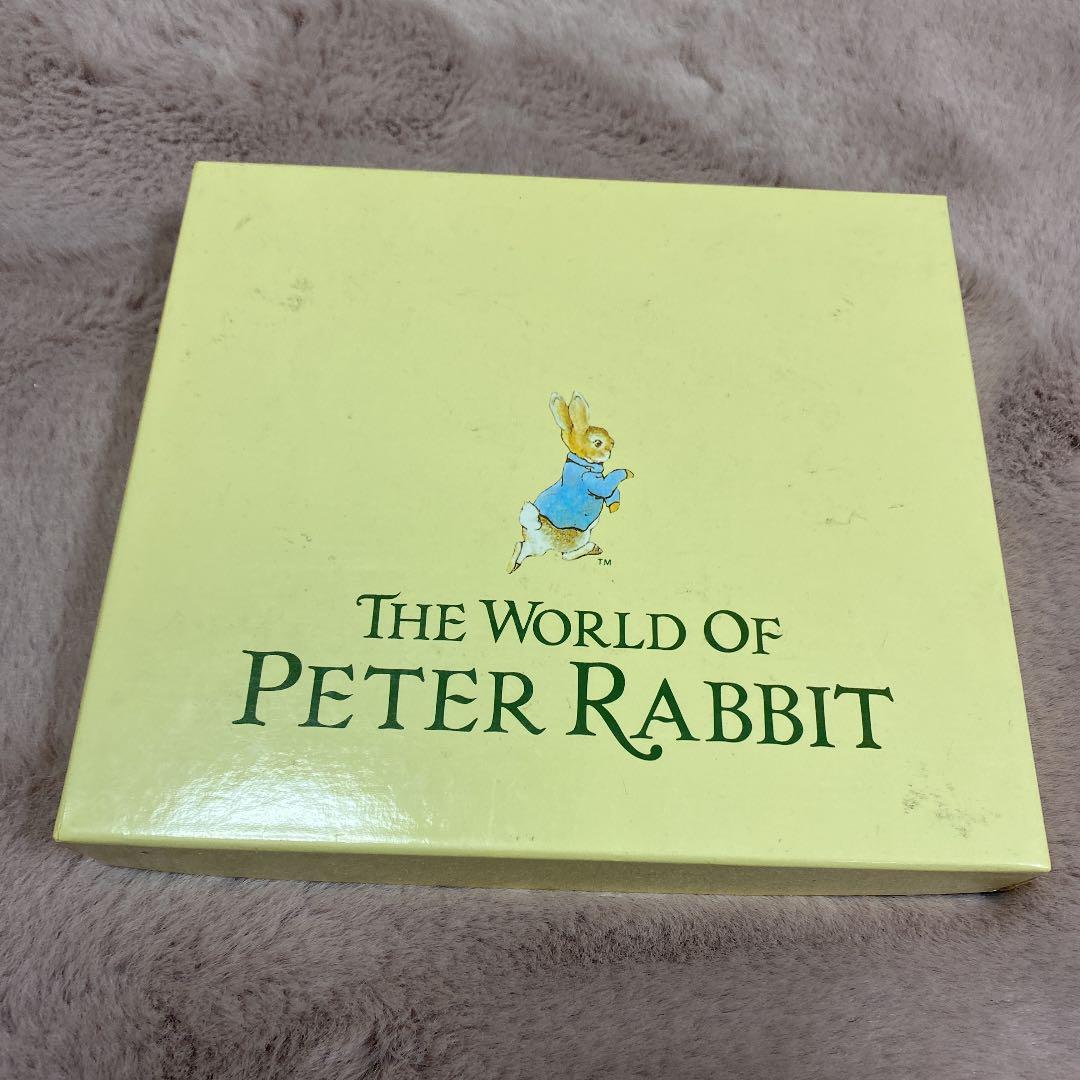 TM
THE WORLD OF
PETER RABBIT